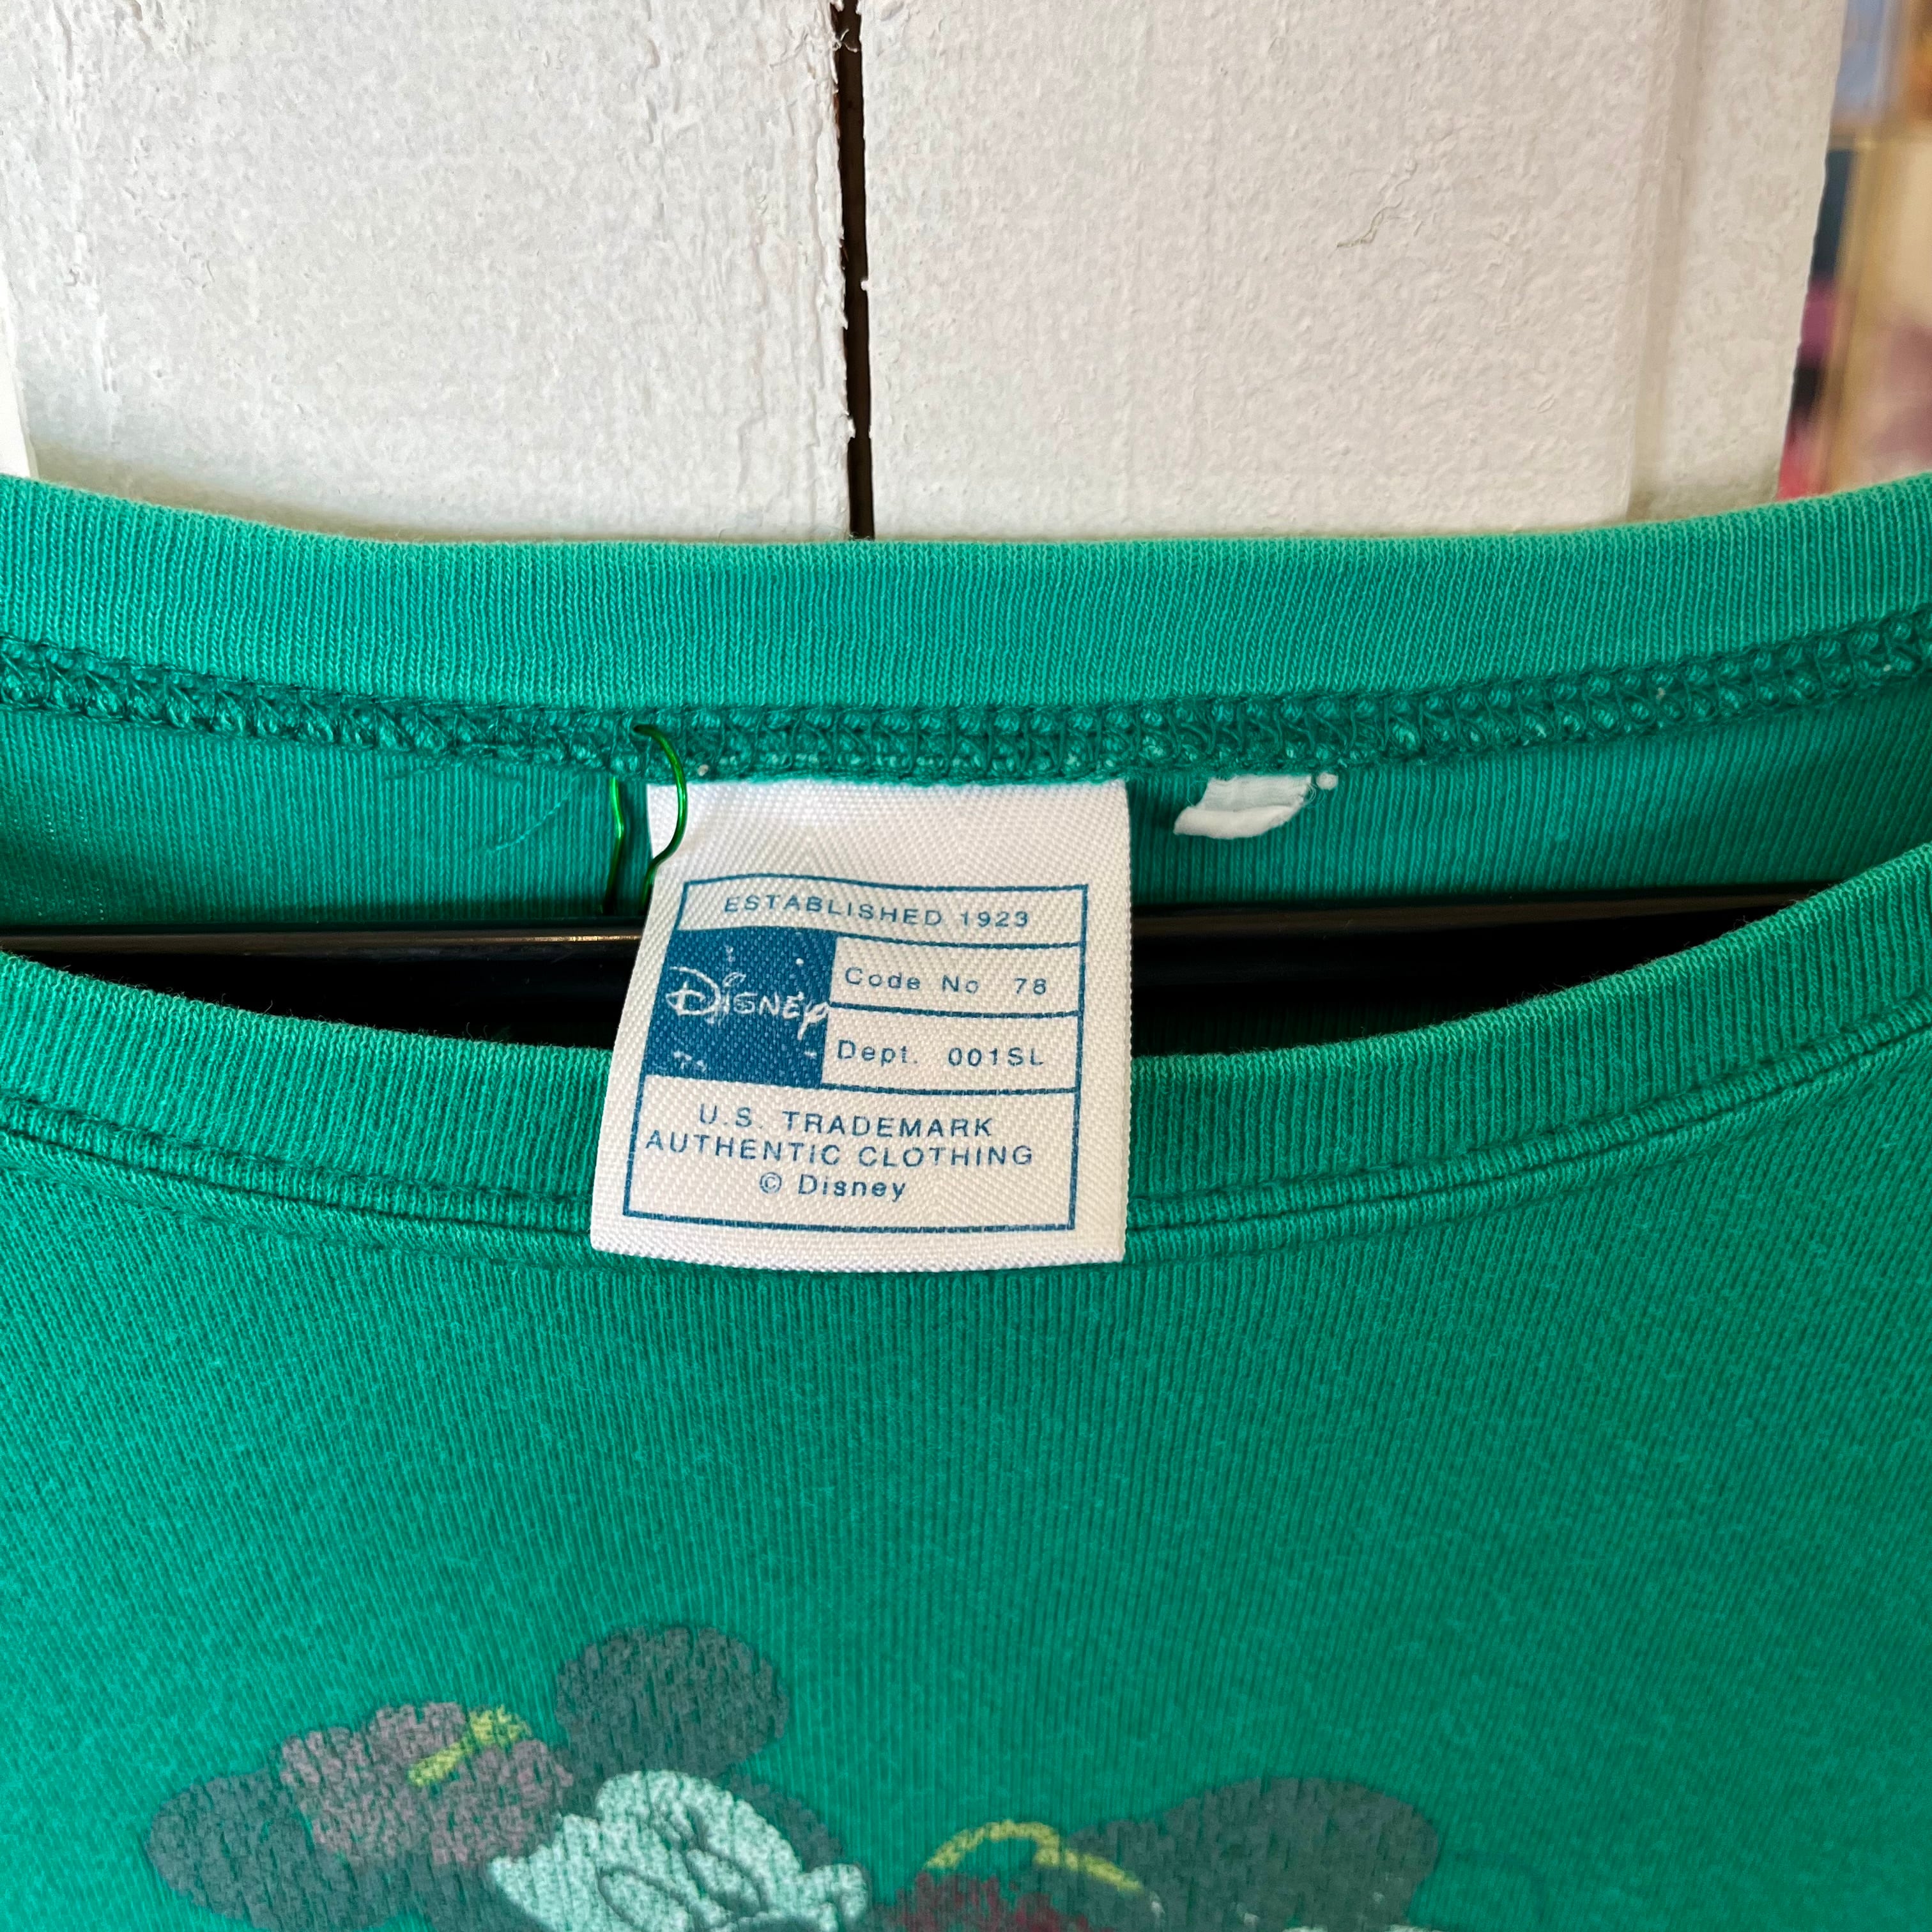 ESTABLISHED 1923
Disney
Code No 78
Dept. 001SL
U.S. TRADEMARK
AUTHENTIC CLOTHING
© Disney